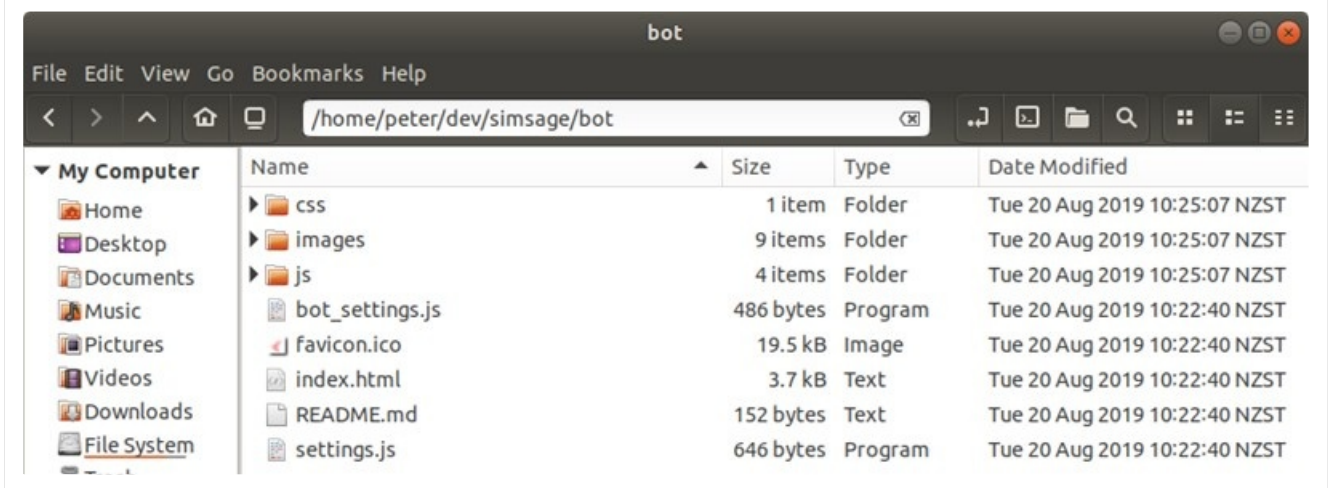 bot
File Edit View Go Bookmarks Help
/home/peter/dev/simsage/bot
My Computer
Home
Desktop
Documents
Music
Pictures
Videos
Downloads
File System
Name Size Type Date Modified
css 1 item Folder Tue 20 Aug 2019 10:25:07 NZST
images 9 items Folder Tue 20 Aug 2019 10:25:07 NZST
js 4 items Folder Tue 20 Aug 2019 10:25:07 NZST
bot_settings.js 486 bytes Program Tue 20 Aug 2019 10:22:40 NZST
favicon.ico 19.5 kB Image Tue 20 Aug 2019 10:22:40 NZST
index.html 3.7 kB Text Tue 20 Aug 2019 10:22:40 NZST
README.md 152 bytes Text Tue 20 Aug 2019 10:22:40 NZST
settings.js 646 bytes Program Tue 20 Aug 2019 10:22:40 NZST